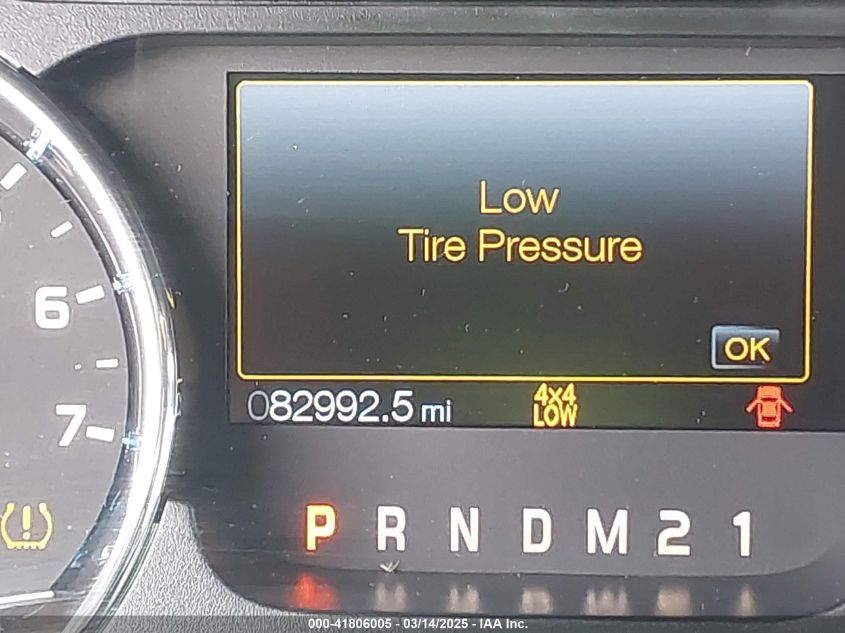 Low
Tire Pressure
OK
6
7
082992.5 mi
4x4
LOW
P R N D M 2 1
000-41806005 - 03/14/2025 - IAA Inc.